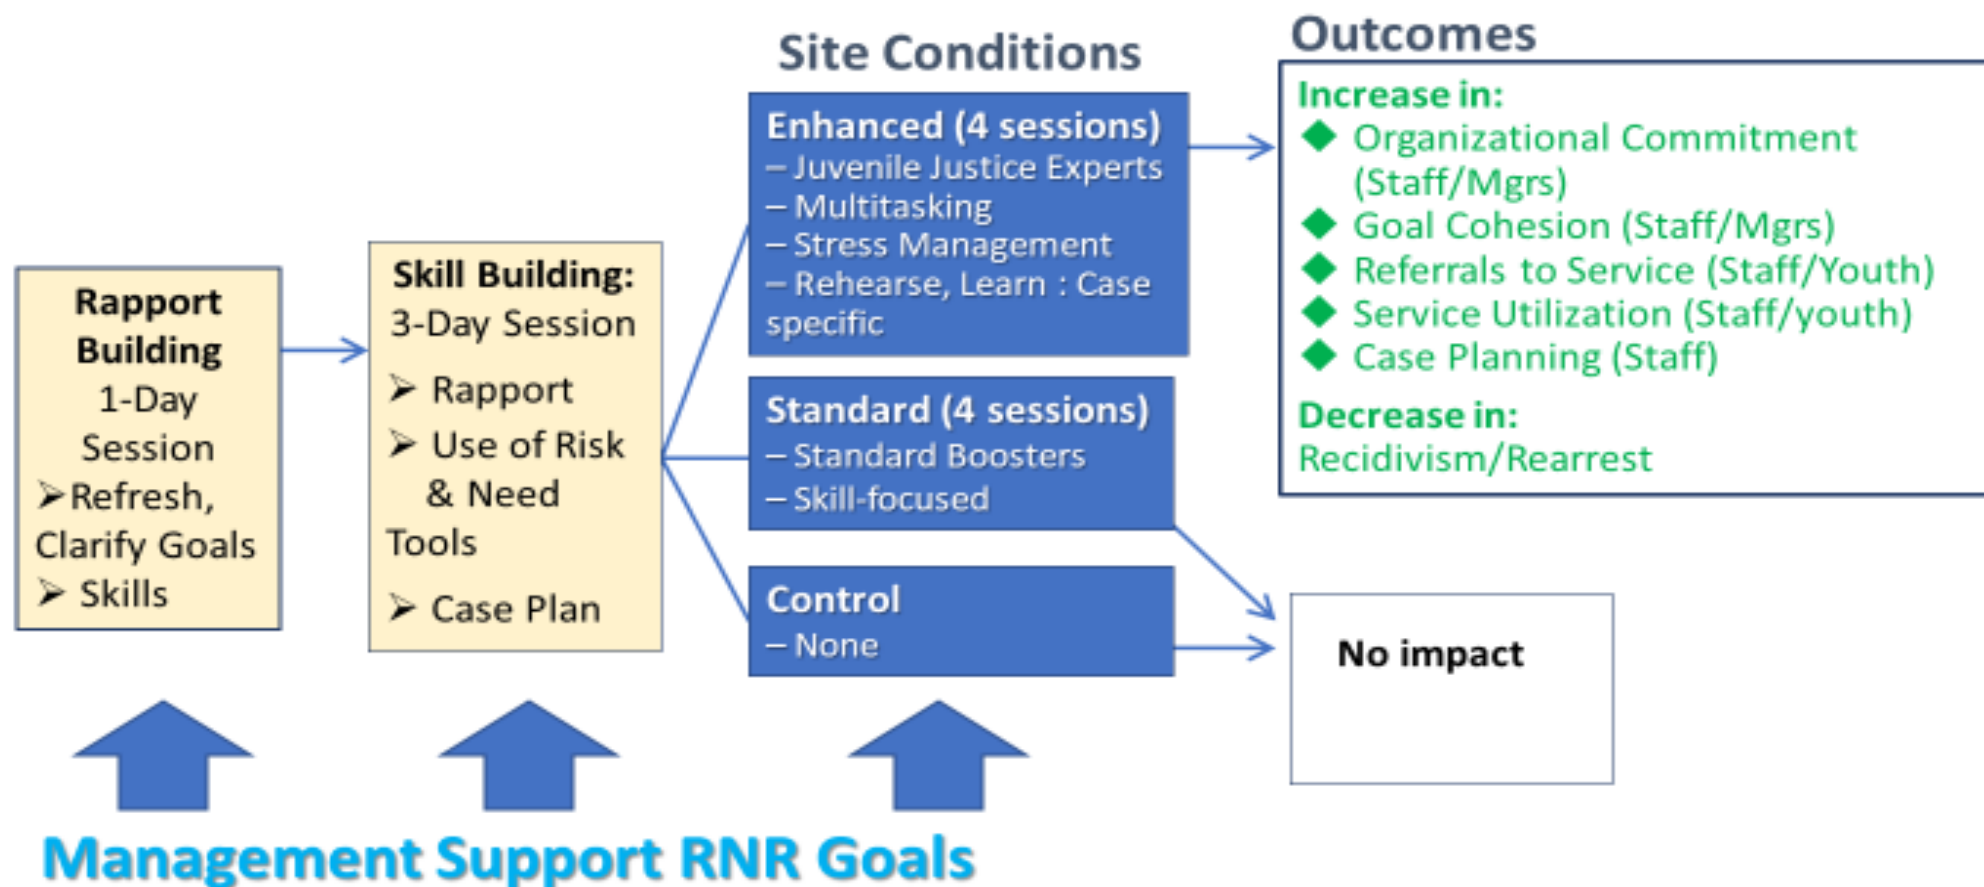 Rapport
Building
1-Day
Session
➢Refresh,
Clarify Goals
➢ Skills
Skill Building:
3-Day Session
➢ Rapport
➢ Use of Risk
& Need
Tools
➢ Case Plan
Site Conditions
Enhanced (4 sessions)
– Juvenile Justice Experts
– Multitasking
– Stress Management
– Rehearse, Learn : Case
specific
Standard (4 sessions)
– Standard Boosters
– Skill-focused
Control
– None
Outcomes
Increase in:
◆ Organizational Commitment
(Staff/Mgrs)
◆ Goal Cohesion (Staff/Mgrs)
◆ Referrals to Service (Staff/Youth)
◆ Service Utilization (Staff/youth)
◆ Case Planning (Staff)
Decrease in:
Recidivism/Rearrest
No impact
Management Support RNR Goals